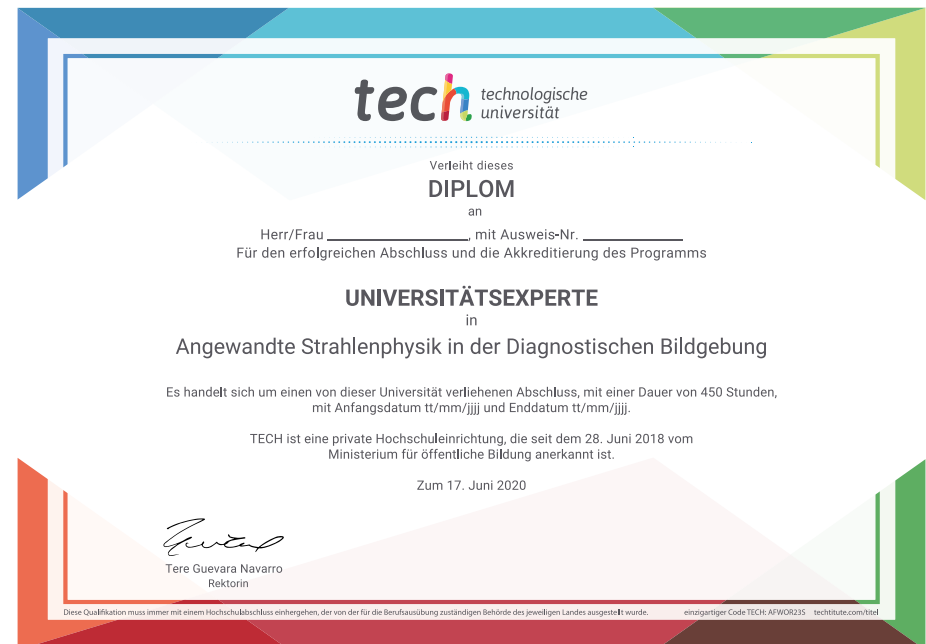 tech technologische
universität
Verleiht dieses
DIPLOM
an
Herr/Frau ____________________, mit Ausweis-Nr. ______________
Für den erfolgreichen Abschluss und die Akkreditierung des Programms
UNIVERSITÄTSEXPERTE
in
Angewandte Strahlenphysik in der Diagnostischen Bildgebung
Es handelt sich um einen von dieser Universität verliehenen Abschluss, mit einer Dauer von 450 Stunden,
mit Anfangsdatum tt/mm/jjjj und Enddatum tt/mm/jjjj.
TECH ist eine private Hochschuleinrichtung, die seit dem 28. Juni 2018 vom
Ministerium für öffentliche Bildung anerkannt ist.
Zum 17. Juni 2020
Tere Guevara Navarro
Rektorin
Diese Qualifikation muss immer mit einem Hochschulabschluss einhergehen, der von der für die Berufsausübung zuständigen Behörde des jeweiligen Landes ausgestellt wurde. einzigartiger Code TECH: AFWOR23S techtitute.com/titel